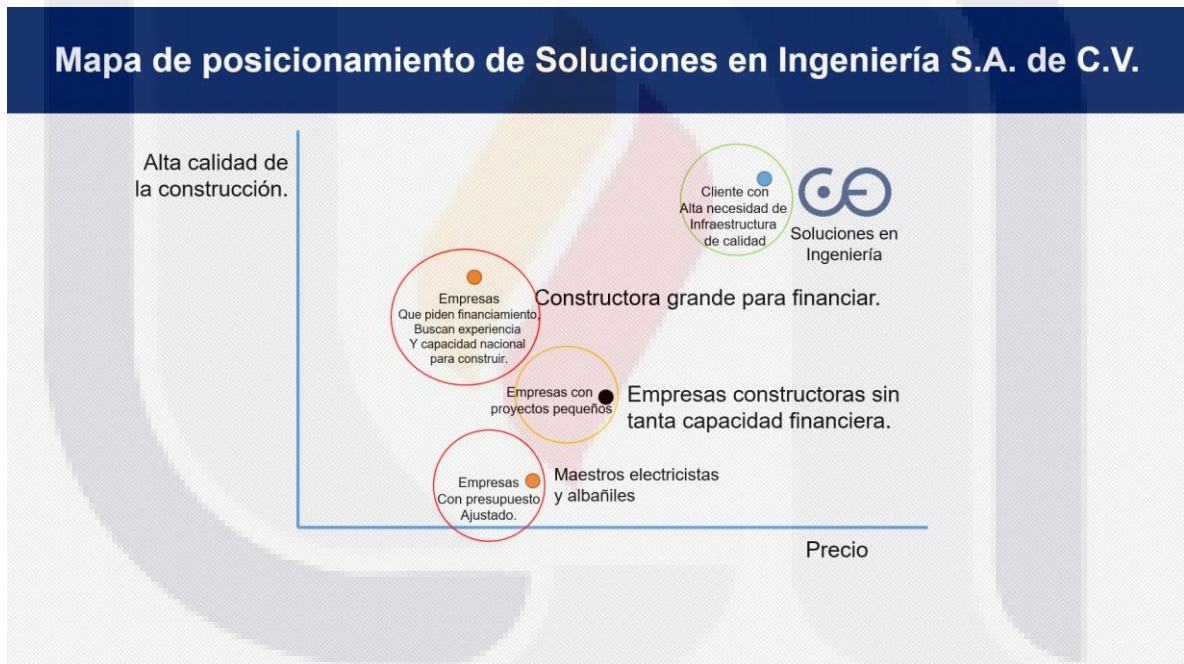 Mapa de posicionamiento de Soluciones en Ingeniería S.A. de C.V.
Alta calidad de
la construcción.
Cliente con
Alta necesidad de
Infraestructura
de calidad
Soluciones en
Ingeniería
Empresas
Que piden financiamiento,
Buscan experiencia
Y capacidad nacional
para construir.
Constructora grande para financiar.
Empresas con
proyectos pequeños
Empresas constructoras sin
tanta capacidad financiera.
Empresas
Con presupuesto
Ajustado.
Maestros electricistas
y albañiles
Precio